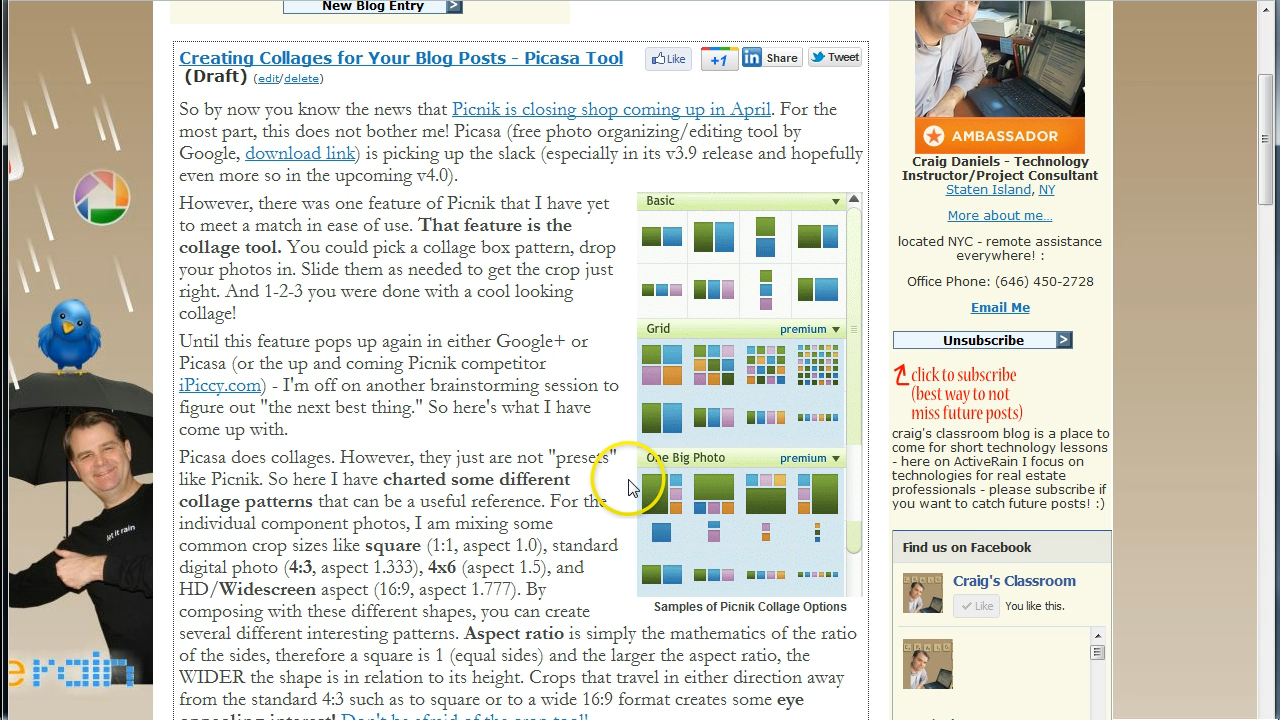 New Blog Entry
Creating Collages for Your Blog Posts - Picasa Tool
(Draft) (edit/delete)
Like
+1
Share
Tweet
So by now you know the news that Picnik is closing shop coming up in April. For the
most part, this does not bother me! Picasa (free photo organizing/editing tool by
Google, download link) is picking up the slack (especially in its v3.9 release and hopefully
even more so in the upcoming v4.0).
However, there was one feature of Picnik that I have yet
to meet a match in ease of use. That feature is the
collage tool. You could pick a collage box pattern, drop
your photos in. Slide them as needed to get the crop just
right. And 1-2-3 you were done with a cool looking
collage!
Until this feature pops up again in either Google+ or
Picasa (or the up and coming Picnik competitor
iPiccy.com) - I'm off on another brainstorming session to
figure out "the next best thing." So here's what I have
come up with.
Picasa does collages. However, they just are not "presets"
like Picnik. So here I have charted some different
collage patterns that can be a useful reference. For the
individual component photos, I am mixing some
common crop sizes like square (1:1, aspect 1.0), standard
digital photo (4:3, aspect 1.333), 4x6 (aspect 1.5), and
HD/Widescreen aspect (16:9, aspect 1.777). By
composing with these different shapes, you can create
several different interesting patterns. Aspect ratio is simply the mathematics of the ratio
of the sides, therefore a square is 1 (equal sides) and the larger the aspect ratio, the
WIDER the shape is in relation to its height. Crops that travel in either direction away
from the standard 4:3 such as to square or to a wide 16:9 format creates some eye
appealing interest! Don't be afraid of the crop tool!
Basic
Grid premium
One Big Photo premium
Samples of Picnik Collage Options
AMBASSADOR
Craig Daniels - Technology
Instructor/Project Consultant
Staten Island, NY
More about me...
located NYC - remote assistance
everywhere! :
Office Phone: (646) 450-2728
Email Me
Unsubscribe
click to subscribe
(best way to not
miss future posts)
craig's classroom blog is a place to
come for short technology lessons
- here on ActiveRain I focus on
technologies for real estate
professionals - please subscribe if
you want to catch future posts! :)
Find us on Facebook
Craig's Classroom
Like You like this.
let it rain
e rain